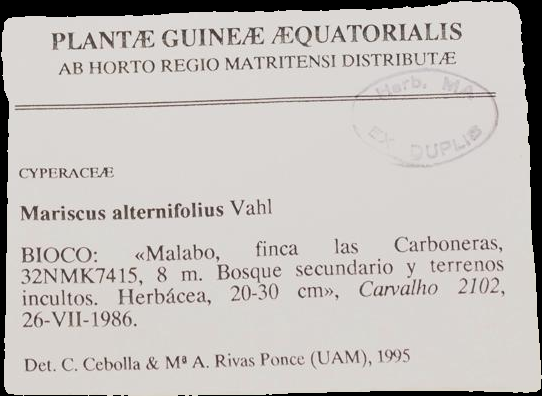 PLANTÆ GUINEÆ ÆQUATORIALIS
AB HORTO REGIO MATRITENSI DISTRIBUTÆ
Herb. MA
EX DUPLIS
CYPERACEÆ
Mariscus alternifolius Vahl
BIOCO: «Malabo, finca las Carboneras,
32NMK7415, 8 m. Bosque secundario y terrenos
incultos. Herbácea, 20-30 cm», Carvalho 2102,
26-VII-1986.
Det. C. Cebolla & Mª A. Rivas Ponce (UAM), 1995